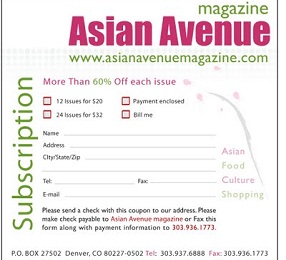 magazine
Asian Avenue
www.asianavenuemagazine.com
Subscription
More Than 60% Off each issue
12 Issues for $20
Payment enclosed
24 Issues for $32
Bill me
Name
Address
City/State/Zip
Tel:
Fax:
E-mail
Asian
Food
Culture
Shopping
Please send a check with this coupon to our address. Please
make check payable to Asian Avenue magazine or Fax this
form along with payment information to 303.936.1773.
P.O. BOX 27502 Denver, CO 80227-0502 Tel: 303.937.6888 Fax: 303.936.1773